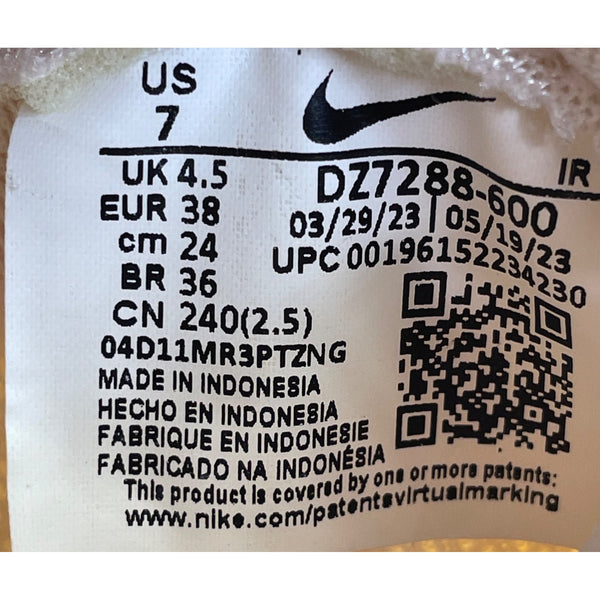 US
7
UK 4.5
EUR 38
cm 24
BR 36
CN 240(2.5)
04D11MR3PTZNG
IR
DZ7288-600
03/29/23 | 05/19/23
UPC 00196152234230
MADE IN INDONESIA
HECHO EN INDONESIA
FABRIQUE EN INDONESIE
FABRICADO NA INDONÉSIA
This product is covered by one or more patents:
www.nike.com/patentsvirtualmarking